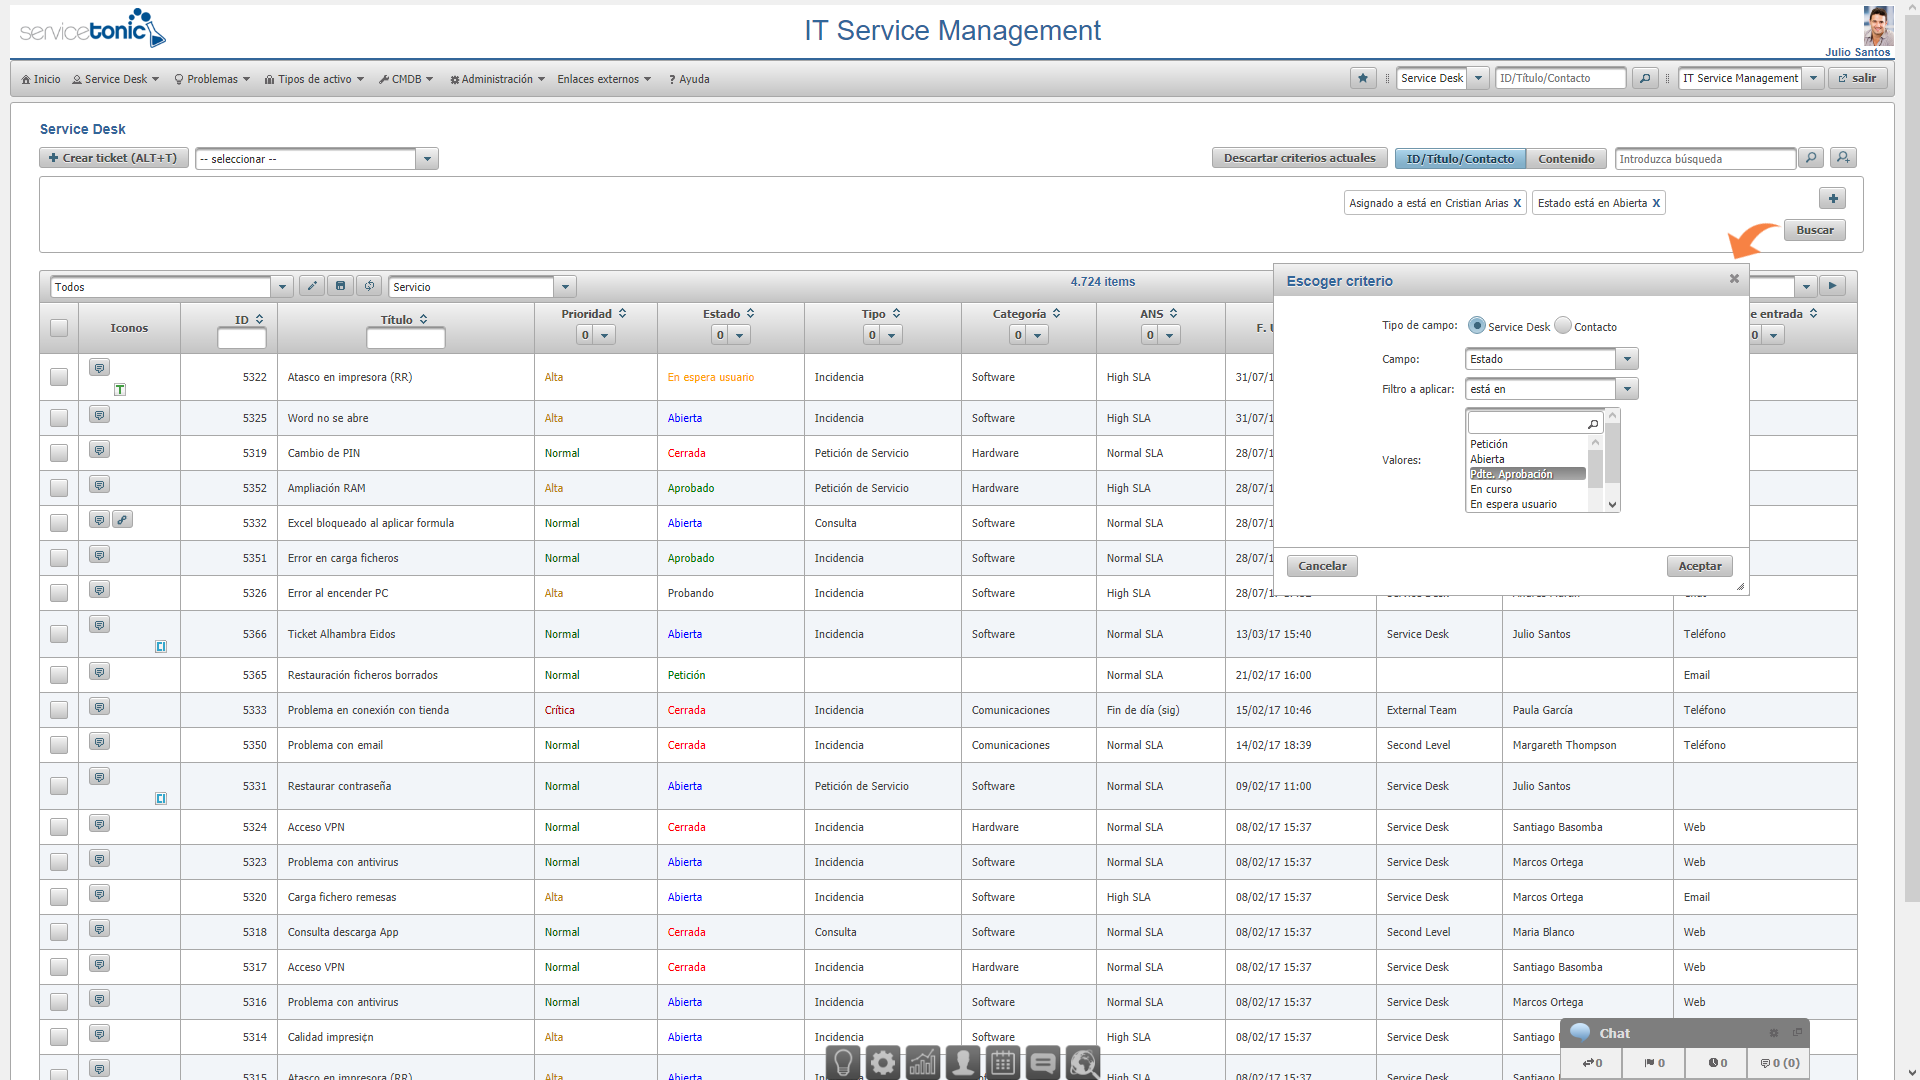 servicetonic
IT Service Management
Julio Santos
Inicio Service Desk Problemas Tipos de activo CMDB Administración Enlaces externos ? Ayuda Service Desk ID/Título/Contacto IT Service Management salir
Service Desk
Crear ticket (ALT+T) -- seleccionar -- Descartar criterios actuales ID/Título/Contacto Contenido Introduzca búsqueda
Asignado a está en Cristian Arias X Estado está en Abierta X
Buscar
Todos Servicio 4.724 items
Iconos ID Título Prioridad 0 Estado 0 Tipo 0 Categoría 0 ANS 0 F. e entrada 0
Escoger criterio
Tipo de campo: Service Desk Contacto
Campo: Estado
Filtro a aplicar: está en
Valores:
Petición
Abierta
Pdte. Aprobación
En curso
En espera usuario
Cancelar Aceptar
T 5322 Atasco en impresora (RR) Alta En espera usuario Incidencia Software High SLA 31/07/1
5325 Word no se abre Alta Abierta Incidencia Software High SLA 31/07/1
5319 Cambio de PIN Normal Cerrada Petición de Servicio Hardware Normal SLA 28/07/1
5352 Ampliación RAM Alta Aprobado Petición de Servicio Hardware High SLA 28/07/1
5332 Excel bloqueado al aplicar formula Normal Abierta Consulta Software Normal SLA 28/07/1
5351 Error en carga ficheros Normal Aprobado Incidencia Software Normal SLA 28/07/1
5326 Error al encender PC Alta Probando Incidencia Software High SLA 28/07/1
CI 5366 Ticket Alhambra Eidos Normal Abierta Incidencia Software Normal SLA 13/03/17 15:40 Service Desk Julio Santos Teléfono
5365 Restauración ficheros borrados Normal Petición Normal SLA 21/02/17 16:00 Email
5333 Problema en conexión con tienda Crítica Cerrada Incidencia Comunicaciones Fin de día (sig) 15/02/17 10:46 External Team Paula García Teléfono
5350 Problema con email Normal Cerrada Incidencia Comunicaciones Normal SLA 14/02/17 18:39 Second Level Margareth Thompson Teléfono
CI 5331 Restaurar contraseña Normal Abierta Petición de Servicio Software Normal SLA 09/02/17 11:00 Service Desk Julio Santos
5324 Acceso VPN Normal Cerrada Incidencia Hardware Normal SLA 08/02/17 15:37 Service Desk Santiago Basomba Web
5323 Problema con antivirus Normal Abierta Incidencia Software Normal SLA 08/02/17 15:37 Service Desk Marcos Ortega Web
5320 Carga fichero remesas Alta Abierta Incidencia Software High SLA 08/02/17 15:37 Service Desk Marcos Ortega Email
5318 Consulta descarga App Normal Cerrada Consulta Software Normal SLA 08/02/17 15:37 Second Level Maria Blanco Web
5317 Acceso VPN Normal Cerrada Incidencia Hardware Normal SLA 08/02/17 15:37 Service Desk Santiago Basomba Web
5316 Problema con antivirus Normal Abierta Incidencia Software Normal SLA 08/02/17 15:37 Service Desk Marcos Ortega Web
5314 Calidad impresi¢n Alta Abierta Incidencia Software High SLA 08/02/17 15:37 Service Desk Santiago
5315 Atasco en impresora (RR) Alta Abierta Incidencia Software High SLA 08/02/17 15:37 Service Desk Santiago
Chat
0 0 0 0 (0)